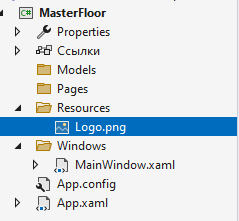 MasterFloor
Properties
Ссылки
Models
Pages
Resources
Logo.png
Windows
MainWindow.xaml
App.config
App.xaml